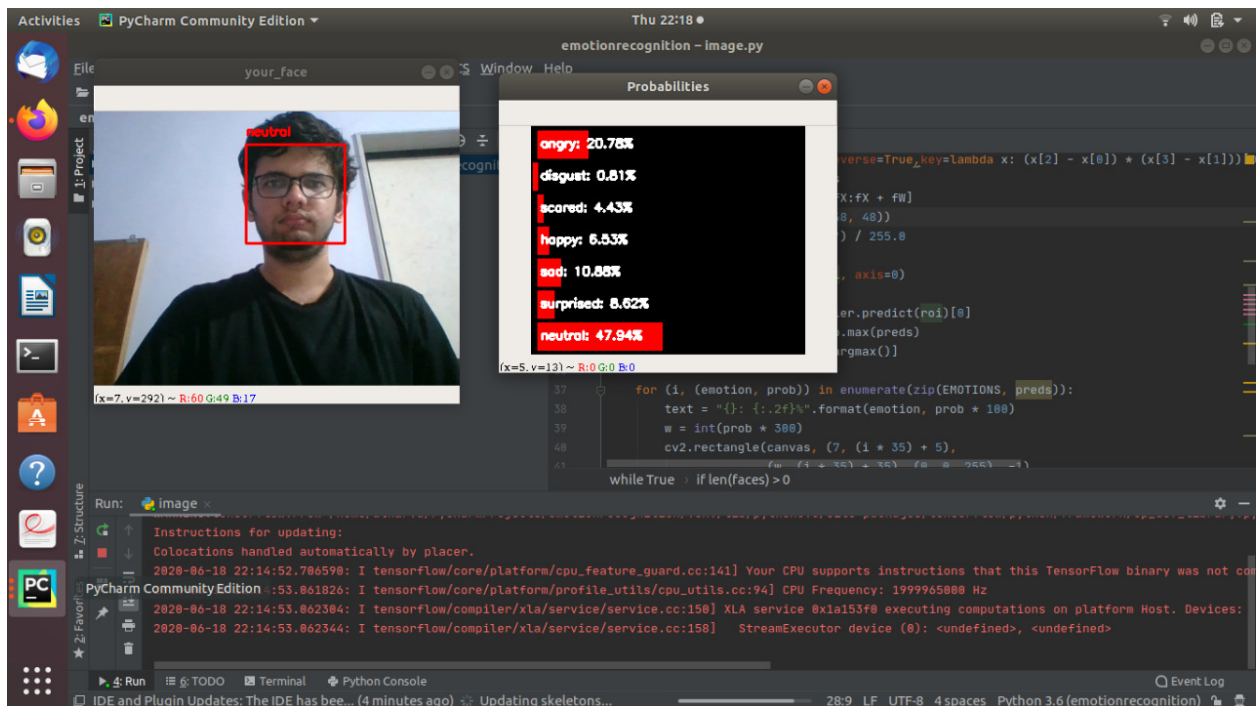 Activities PyCharm Community Edition Thu 22:18
emotionrecognition – image.py
File
Window Help
your_face
neutral
(x=7, y=292) ~ R:60 G:49 B:17
Probabilities
angry: 20.78%
disgust: 0.81%
scared: 4.43%
happy: 6.53%
sad: 10.88%
surprised: 8.62%
neutral: 47.94%
(x=5, y=13) ~ R:0 G:0 B:0
1: Project
verse=True,key=lambda x: (x[2] - x[0]) * (x[3] - x[1]))
fX:fX + fW]
8, 48))
) / 255.0
, axis=0)
er.predict(roi)[0]
.max(preds)
rgmax()]
37 for (i, (emotion, prob)) in enumerate(zip(EMOTIONS, preds)):
38 text = "{}: {:.2f}%".format(emotion, prob * 100)
39 w = int(prob * 300)
40 cv2.rectangle(canvas, (7, (i * 35) + 5),
41 (w, (i * 35) + 35), (0, 0, 255), -1)
while True › if len(faces) > 0
7: Structure
2: Favorites
Run: image
Instructions for updating:
Colocations handled automatically by placer.
2020-06-18 22:14:52.706590: I tensorflow/core/platform/cpu_feature_guard.cc:141] Your CPU supports instructions that this TensorFlow binary was not com
PyCharm Community Edition :53.061826: I tensorflow/core/platform/profile_utils/cpu_utils.cc:94] CPU Frequency: 1999965000 Hz
2020-06-18 22:14:53.062304: I tensorflow/compiler/xla/service/service.cc:150] XLA service 0x1a153f0 executing computations on platform Host. Devices:
2020-06-18 22:14:53.062344: I tensorflow/compiler/xla/service/service.cc:158] StreamExecutor device (0): <undefined>, <undefined>
4: Run 6: TODO Terminal Python Console Event Log
IDE and Plugin Updates: The IDE has bee... (4 minutes ago) Updating skeletons... 28:9 LF UTF-8 4 spaces Python 3.6 (emotionrecognition)